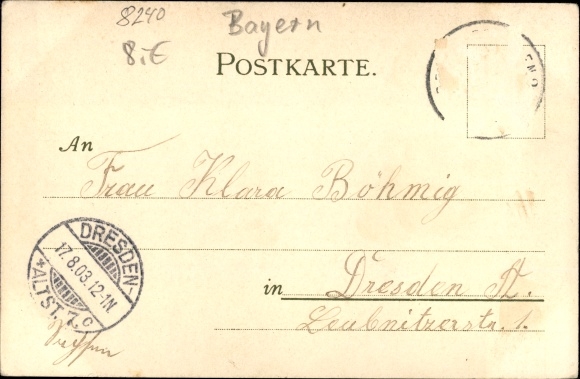 8240
Bayern
8.-€
POSTKARTE.
An
Frau Klara Böhmig
in Dresden A.
Leubnitzerstr. 1.
DRESDEN-
17.8.03.12-1N.
*ALTST. 7.c